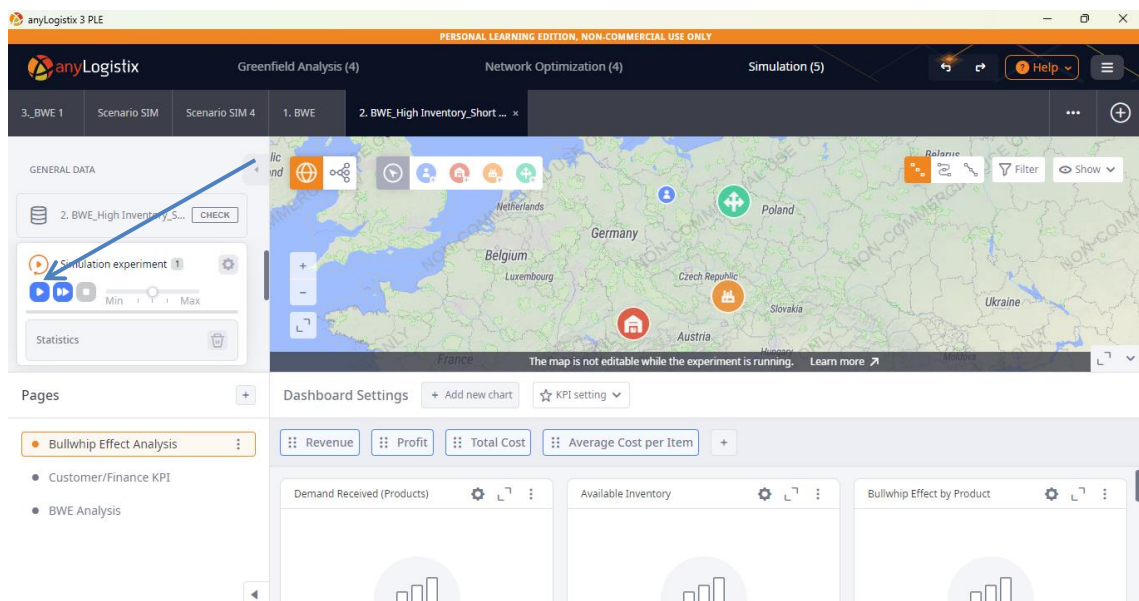 anyLogistix 3 PLE
PERSONAL LEARNING EDITION, NON-COMMERCIAL USE ONLY
anyLogistix
Greenfield Analysis (4)
Network Optimization (4)
Simulation (5)
Help
3._BWE 1
Scenario SIM
Scenario SIM 4
1. BWE
2. BWE_High Inventory_Short ... ×
GENERAL DATA
2. BWE_High Inventory_S...
CHECK
Simulation experiment 1
Min
Max
Statistics
Belarus
Filter
Show
Netherlands
Poland
Germany
Belgium
Luxembourg
Czech Republic
Slovakia
Ukraine
Austria
France
Hungary
Moldova
The map is not editable while the experiment is running. Learn more
Pages
Dashboard Settings
+ Add new chart
KPI setting
Bullwhip Effect Analysis
Customer/Finance KPI
BWE Analysis
Revenue
Profit
Total Cost
Average Cost per Item
+
Demand Received (Products)
Available Inventory
Bullwhip Effect by Product